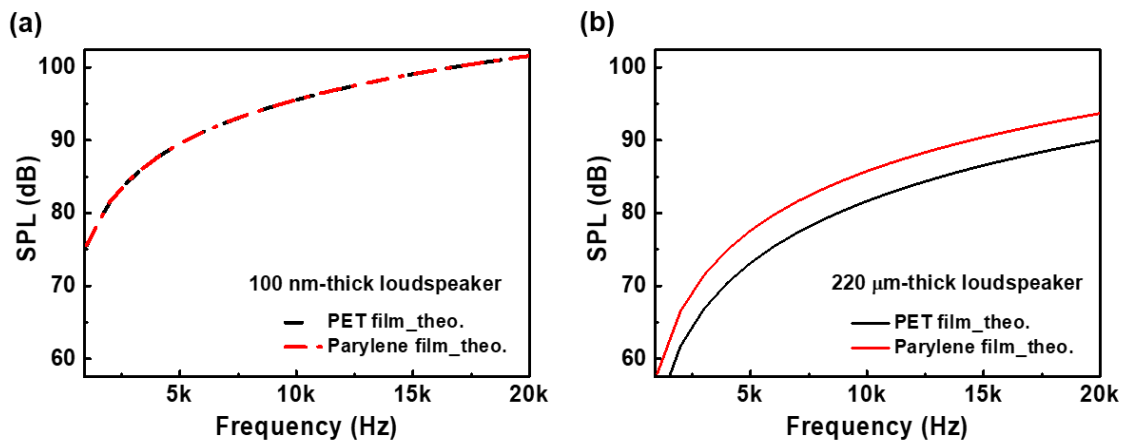 (a)
SPL (dB)
100
90
80
70
60
100 nm-thick loudspeaker
PET film_theo.
Parylene film_theo.
5k
10k
15k
20k
Frequency (Hz)
(b)
SPL (dB)
100
90
80
70
60
220 μm-thick loudspeaker
PET film_theo.
Parylene film_theo.
5k
10k
15k
20k
Frequency (Hz)